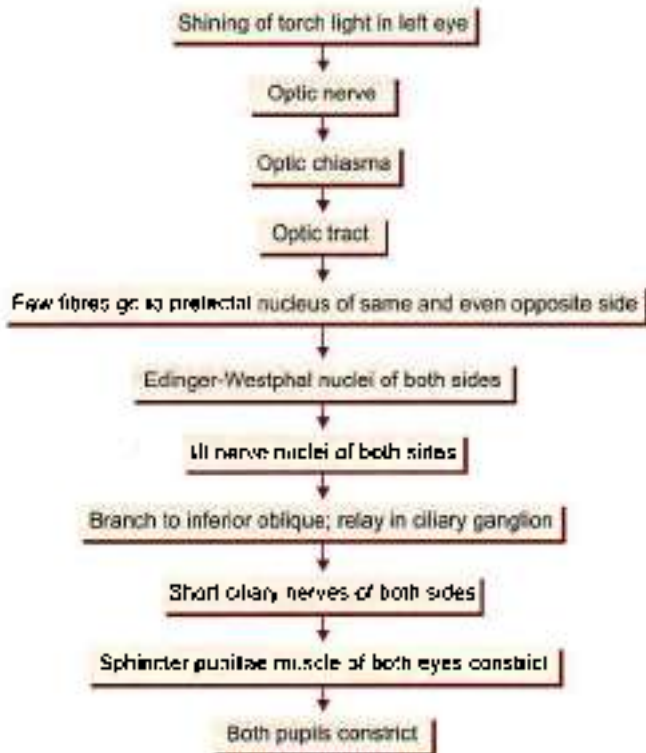 Shining of torch light in left eye
Optic nerve
Optic chiasma
Optic tract
Few fibres go to pretectal nucleus of same and even opposite side
Edinger-Westphal nuclei of both sides
III nerve nuclei of both sides
Branch to inferior oblique; relay in ciliary ganglion
Short ciliary nerves of both sides
Sphincter pupillae muscle of both eyes constrict
Both pupils constrict